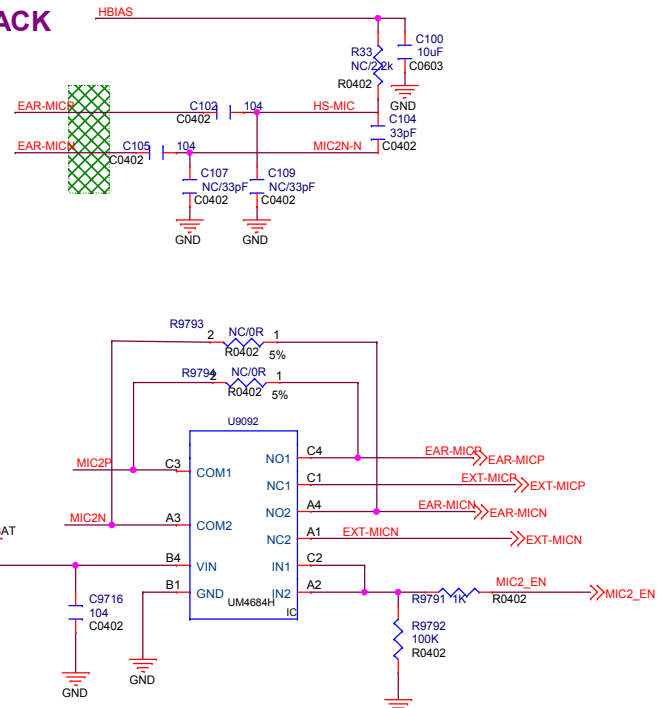 ACK
HBIAS
R33
NC/2.2k
R0402
C100
10uF
C0603
GND
EAR-MICP
C102
104
C0402
HS-MIC
C104
33pF
C0402
EAR-MICN
C105
104
C0402
MIC2N-N
C107
NC/33pF
C0402
C109
NC/33pF
C0402
GND
GND
R9793
2
NC/0R
1
R0402
5%
R9794
2
NC/0R
1
R0402
5%
U9092
MIC2P
C3
COM1
NO1
C4
EAR-MICP
EAR-MICP
NC1
C1
EXT-MICP
EXT-MICP
MIC2N
A3
COM2
NO2
A4
EAR-MICN
EAR-MICN
NC2
A1
EXT-MICN
EXT-MICN
AT
B4
VIN
IN1
C2
B1
GND
IN2
A2
UM4684H
IC
R9791
1K
R0402
MIC2_EN
MIC2_EN
C9716
104
C0402
R9792
100K
R0402
GND
GND